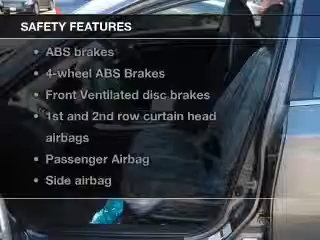 SAFETY FEATURES
• ABS brakes
• 4-wheel ABS Brakes
• Front Ventilated disc brakes
• 1st and 2nd row curtain head
airbags
• Passenger Airbag
• Side airbag